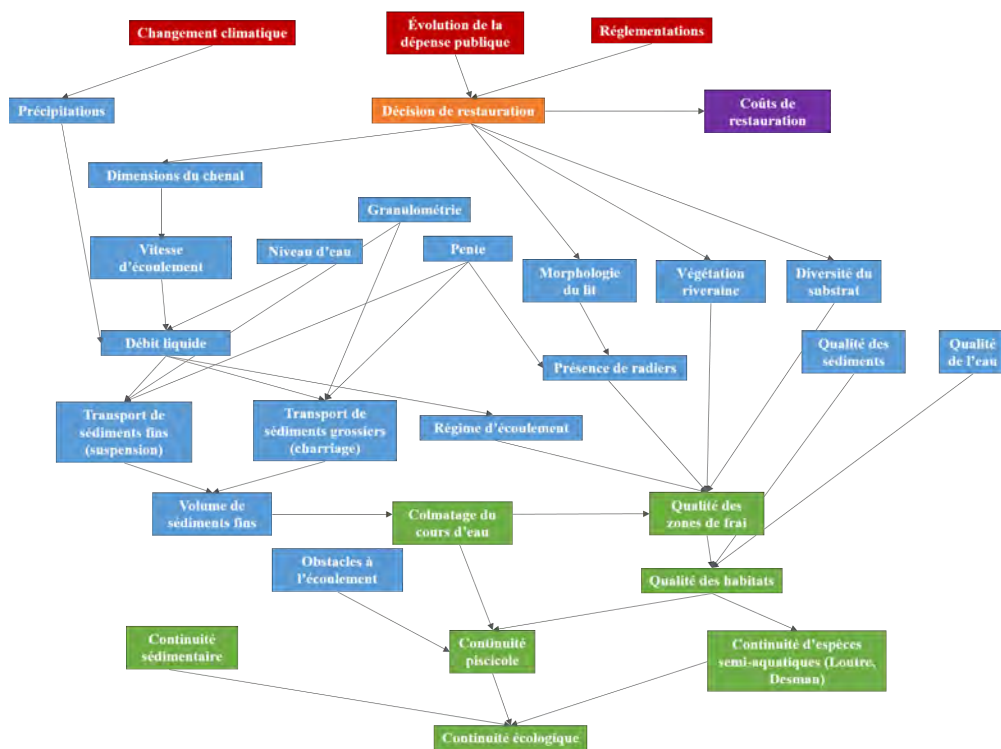 Changement climatique
Évolution de la
dépense publique
Réglementations
Précipitations
Décision de restauration
Coûts de
restauration
Dimensions du chenal
Granulométrie
Vitesse
d'écoulement
Niveau d'eau
Pente
Morphologie
du lit
Végétation
riveraine
Diversité du
substrat
Débit liquide
Qualité des
sédiments
Qualité
de l'eau
Présence de radiers
Transport de
sédiments fins
(suspension)
Transport de
sédiments grossiers
(charriage)
Régime d'écoulement
Volume de
sédiments fins
Colmatage du
cours d'eau
Qualité des
zones de frai
Obstacles à
l'écoulement
Qualité des habitats
Continuité
sédimentaire
Continuité
piscicole
Continuité d'espèces
semi-aquatiques (Loutre,
Desman)
Continuité écologique